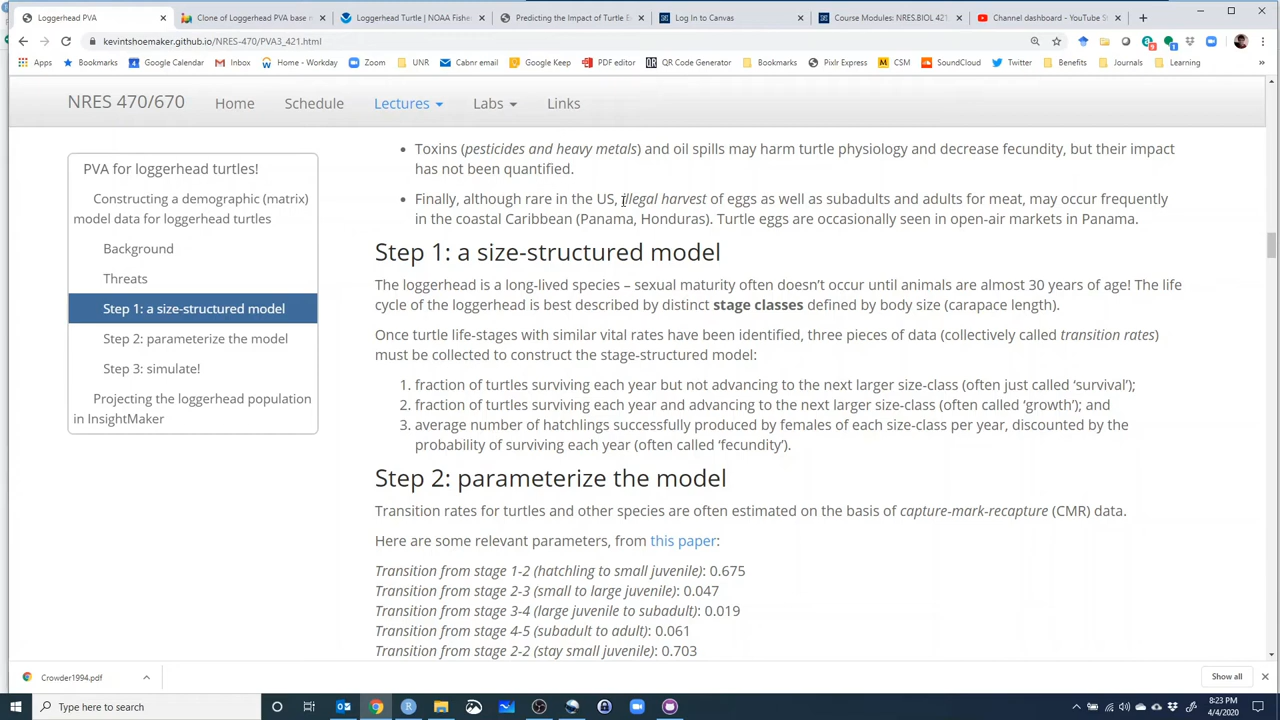 Loggerhead PVA
Clone of Loggerhead PVA base m
Loggerhead Turtle | NOAA Fisher
Predicting the Impact of Turtle E
Log In to Canvas
Course Modules: NRES.BIOL 421
Channel dashboard - YouTube St
kevintshoemaker.github.io/NRES-470/PVA3_421.html
Apps Bookmarks Google Calendar Inbox Home - Workday Zoom UNR Cabnr email Google Keep PDF editor QR Code Generator Bookmarks Pixlr Express CSM SoundCloud Twitter Benefits Journals Learning
NRES 470/670 Home Schedule Lectures Labs Links
PVA for loggerhead turtles!
Constructing a demographic (matrix)
model data for loggerhead turtles
Background
Threats
Step 1: a size-structured model
Step 2: parameterize the model
Step 3: simulate!
Projecting the loggerhead population
in InsightMaker
• Toxins (pesticides and heavy metals) and oil spills may harm turtle physiology and decrease fecundity, but their impact
has not been quantified.
• Finally, although rare in the US, illegal harvest of eggs as well as subadults and adults for meat, may occur frequently
in the coastal Caribbean (Panama, Honduras). Turtle eggs are occasionally seen in open-air markets in Panama.
Step 1: a size-structured model
The loggerhead is a long-lived species – sexual maturity often doesn't occur until animals are almost 30 years of age! The life
cycle of the loggerhead is best described by distinct stage classes defined by body size (carapace length).
Once turtle life-stages with similar vital rates have been identified, three pieces of data (collectively called transition rates)
must be collected to construct the stage-structured model:
1. fraction of turtles surviving each year but not advancing to the next larger size-class (often just called 'survival');
2. fraction of turtles surviving each year and advancing to the next larger size-class (often called 'growth'); and
3. average number of hatchlings successfully produced by females of each size-class per year, discounted by the
probability of surviving each year (often called 'fecundity').
Step 2: parameterize the model
Transition rates for turtles and other species are often estimated on the basis of capture-mark-recapture (CMR) data.
Here are some relevant parameters, from this paper:
Transition from stage 1-2 (hatchling to small juvenile): 0.675
Transition from stage 2-3 (small to large juvenile): 0.047
Transition from stage 3-4 (large juvenile to subadult): 0.019
Transition from stage 4-5 (subadult to adult): 0.061
Transition from stage 2-2 (stay small juvenile): 0.703
Crowder1994.pdf
Show all
Type here to search
8:23 PM
4/4/2020